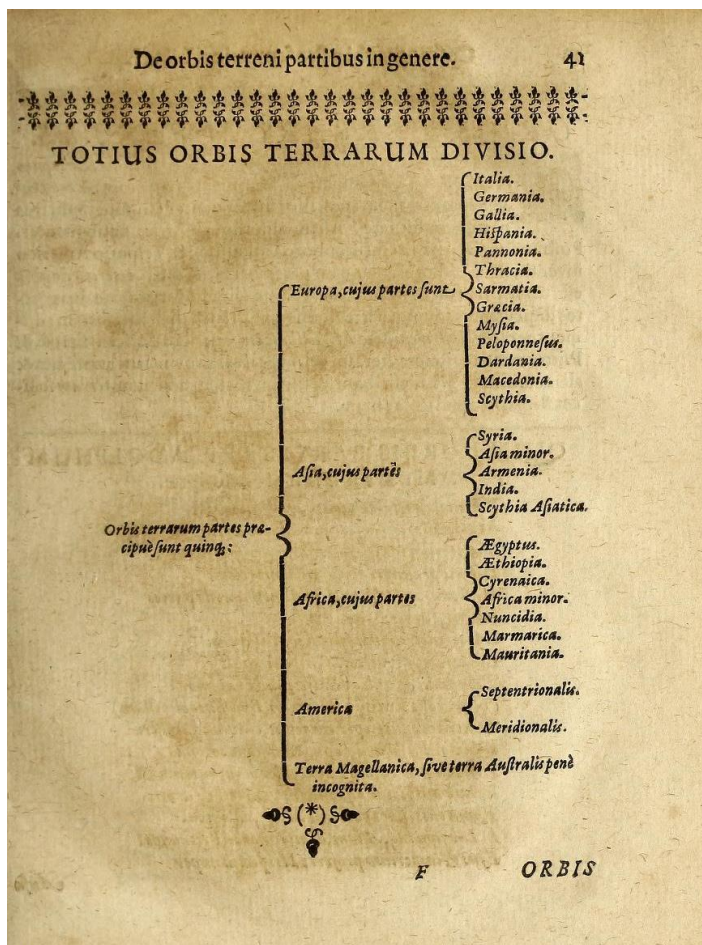 De orbis terreni partibus in genere. 41
TOTIUS ORBIS TERRARUM DIVISIO.
Orbis terrarum partes præ-
cipuè sunt quinq;:
Europa, cujus partes sunt
Italia.
Germania.
Gallia.
Hispania.
Pannonia.
Thracia.
Sarmatia.
Græcia.
Mysia.
Peloponnesus.
Dardania.
Macedonia.
Scythia.
Asia, cujus partes
Syria.
Asia minor.
Armenia.
India.
Scythia Asiatica.
Africa, cujus partes
Ægyptus.
Æthiopia.
Cyrenaica.
Africa minor.
Nuncidia.
Marmarica.
Mauritania.
America
Septentrionalis.
Meridionalis.
Terra Magellanica, sive terra Australis penè
incognita.
(*)
F ORBIS